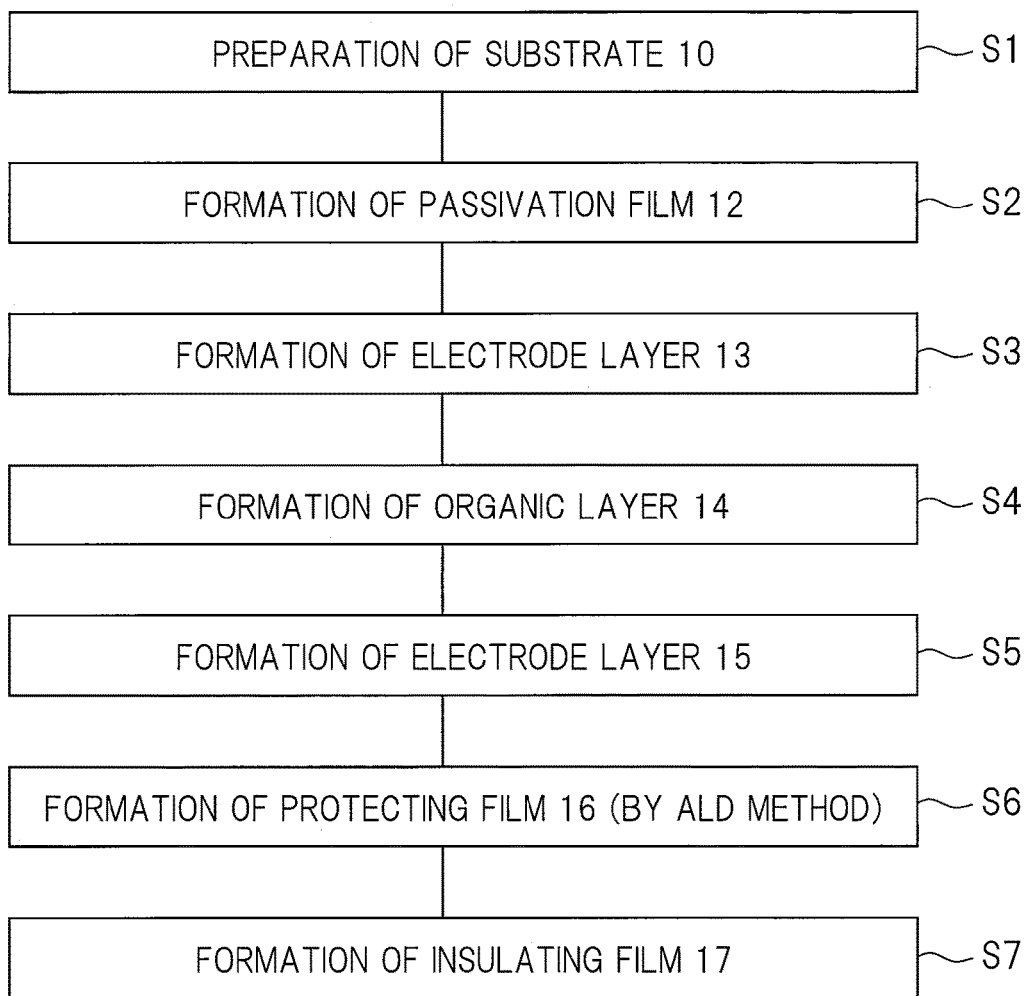 PREPARATION OF SUBSTRATE 10 S1
FORMATION OF PASSIVATION FILM 12 S2
FORMATION OF ELECTRODE LAYER 13 S3
FORMATION OF ORGANIC LAYER 14 S4
FORMATION OF ELECTRODE LAYER 15 S5
FORMATION OF PROTECTING FILM 16 (BY ALD METHOD) S6
FORMATION OF INSULATING FILM 17 S7